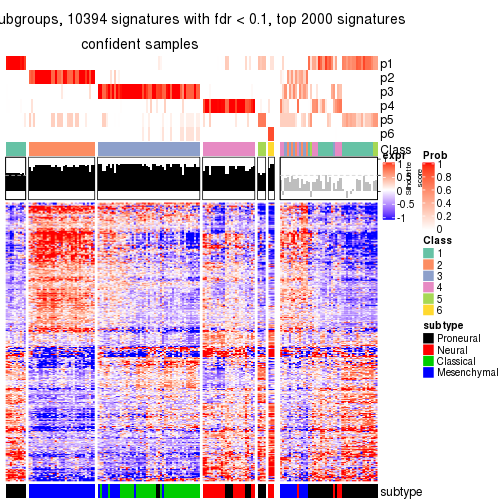 ubgroups, 10394 signatures with fdr < 0.1, top 2000 signatures
confident samples
p1
p2
p3
p4
p5
p6
Class
expr
1
0.5
0
-0.5
-1
Silhouette
score
Prob
1
0.8
0.6
0.4
0.2
0
Class
1
2
3
4
5
6
subtype
Proneural
Neural
Classical
Mesenchymal
subtype